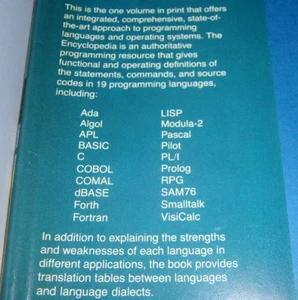 This is the one volume in print that offers
an integrated, comprehensive, state-of-
the-art approach to programming
languages and operating systems. The
Encyclopedia is an authoritative
programming resource that gives
functional and operating definitions of
the statements, commands, and source
codes in 19 programming languages,
including:
Ada LISP
Algol Modula-2
APL Pascal
BASIC Pilot
C PL/I
COBOL Prolog
COMAL RPG
dBASE SAM76
Forth Smalltalk
Fortran VisiCalc
In addition to explaining the strengths
and weaknesses of each language in
different applications, the book provides
translation tables between languages
and language dialects.